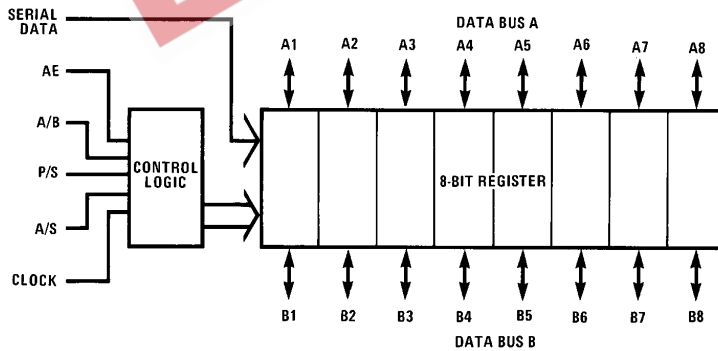 SERIAL
DATA
AE
A/B
P/S
A/S
CLOCK
CONTROL
LOGIC
DATA BUS A
A1 A2 A3 A4 A5 A6 A7 A8
8-BIT REGISTER
B1 B2 B3 B4 B5 B6 B7 B8
DATA BUS B